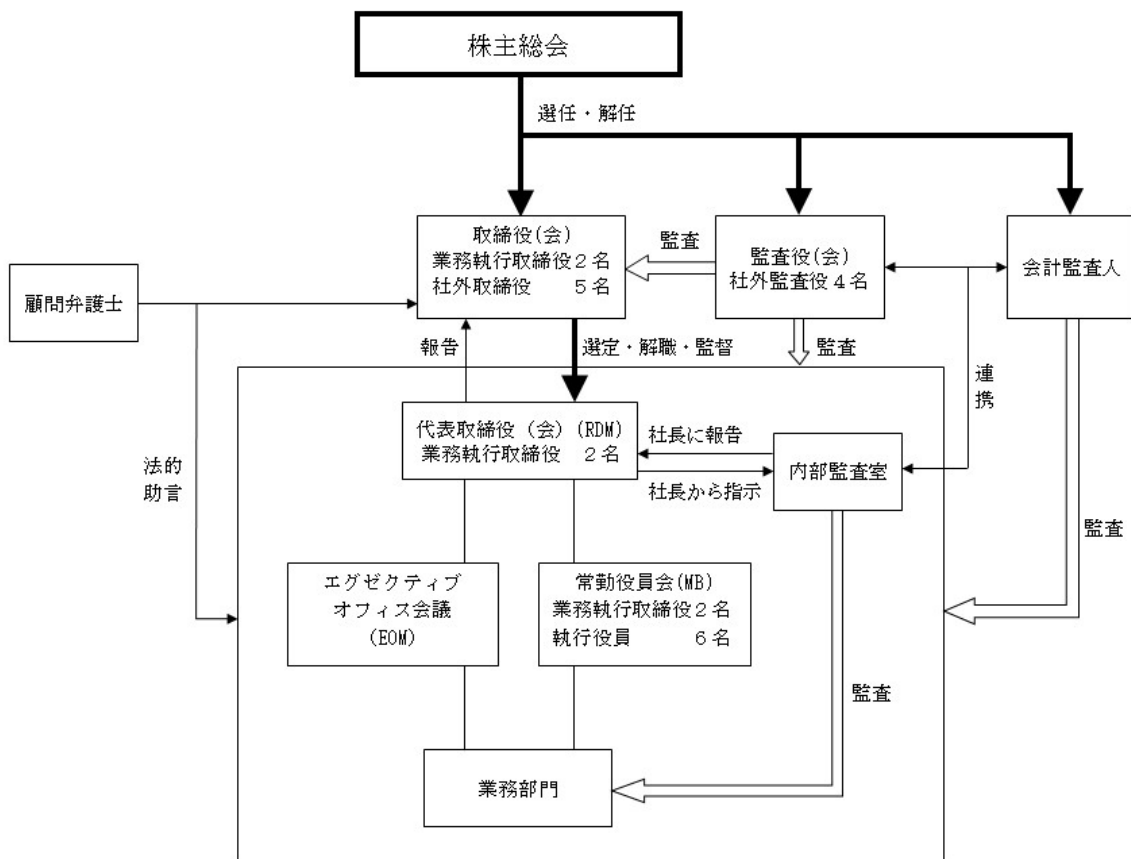 株主総会
選任・解任
取締役(会)
業務執行取締役2名
社外取締役 5名
監査
監査役(会)
社外監査役4名
会計監査人
顧問弁護士
報告
選定・解職・監督
監査
連携
代表取締役(会)(RDM)
業務執行取締役 2名
社長に報告
社長から指示
内部監査室
法的
助言
監査
エグゼクティブ
オフィス会議
(EOM)
常勤役員会(MB)
業務執行取締役2名
執行役員 6名
監査
業務部門